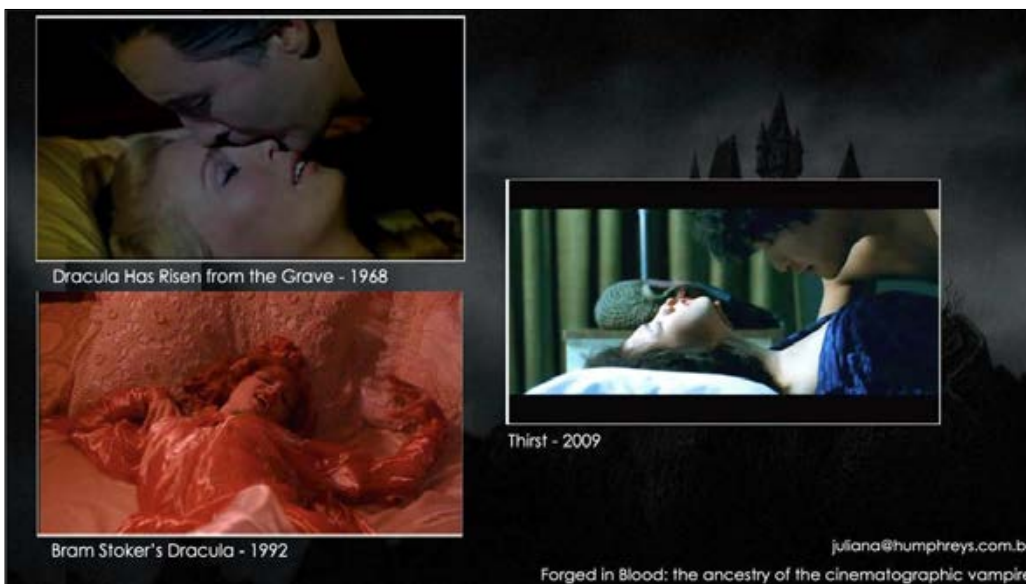 Dracula Has Risen from the Grave - 1968
Bram Stoker's Dracula - 1992
Thirst - 2009
juliana@humphreys.com.b
Forged in Blood: the ancestry of the cinematographic vampire